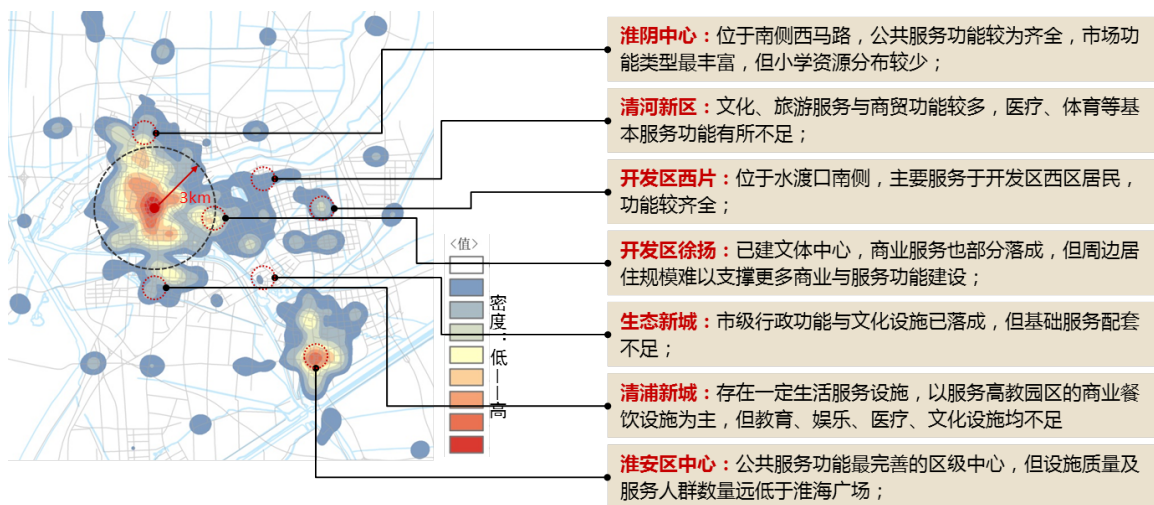 淮阴中心：位于南侧西马路，公共服务功能较为齐全，市场功
能类型最丰富，但小学资源分布较少；
清河新区：文化、旅游服务与商贸功能较多，医疗、体育等基
本服务功能有所不足；
开发区西片：位于水渡口南侧，主要服务于开发区西区居民，
功能较齐全；
开发区徐扬：已建文体中心，商业服务也部分落成，但周边居
住规模难以支撑更多商业与服务功能建设；
生态新城：市级行政功能与文化设施已落成，但基础服务配套
不足；
清浦新城：存在一定生活服务设施，以服务高教园区的商业餐
饮设施为主，但教育、娱乐、医疗、文化设施均不足
淮安区中心：公共服务功能最完善的区级中心，但设施质量及
服务人群数量远低于淮海广场；
3km
<值>
密度：低——高